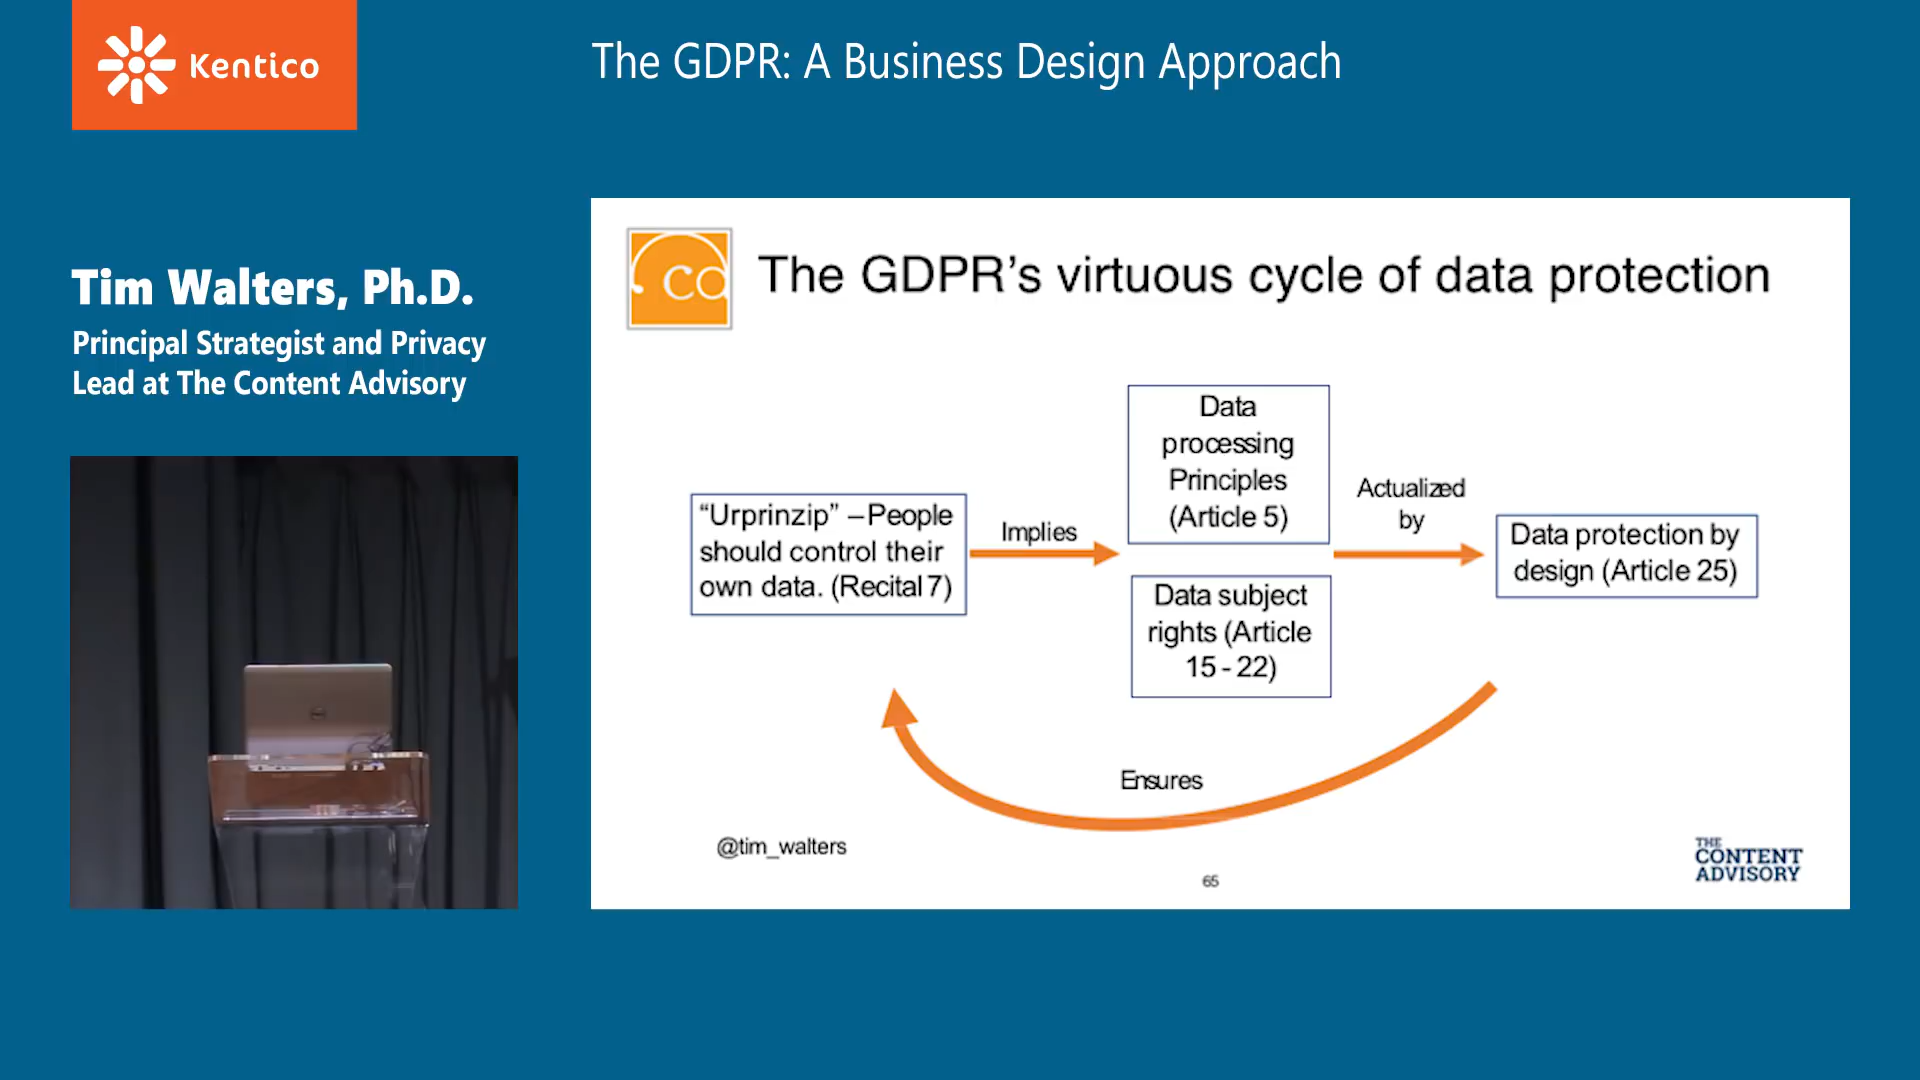 Kentico
The GDPR: A Business Design Approach
Tim Walters, Ph.D.
Principal Strategist and Privacy
Lead at The Content Advisory
ca
The GDPR’s virtuous cycle of data protection
“Urprinzip” –People
should control their
own data. (Recital 7)
Implies
Data
processing
Principles
(Article 5)
Data subject
rights (Article
15 - 22)
Actualized
by
Data protection by
design (Article 25)
Ensures
@tim_walters
65
THE
CONTENT
ADVISORY